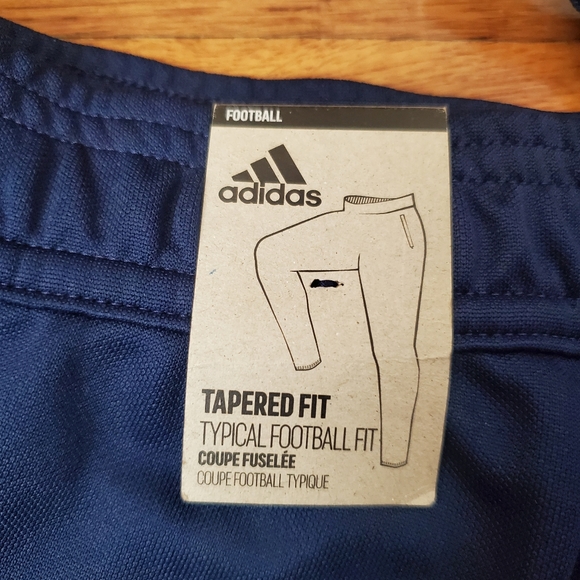 FOOTBALL
adidas
TAPERED FIT
TYPICAL FOOTBALL FIT
COUPE FUSELÉE
COUPE FOOTBALL TYPIQUE